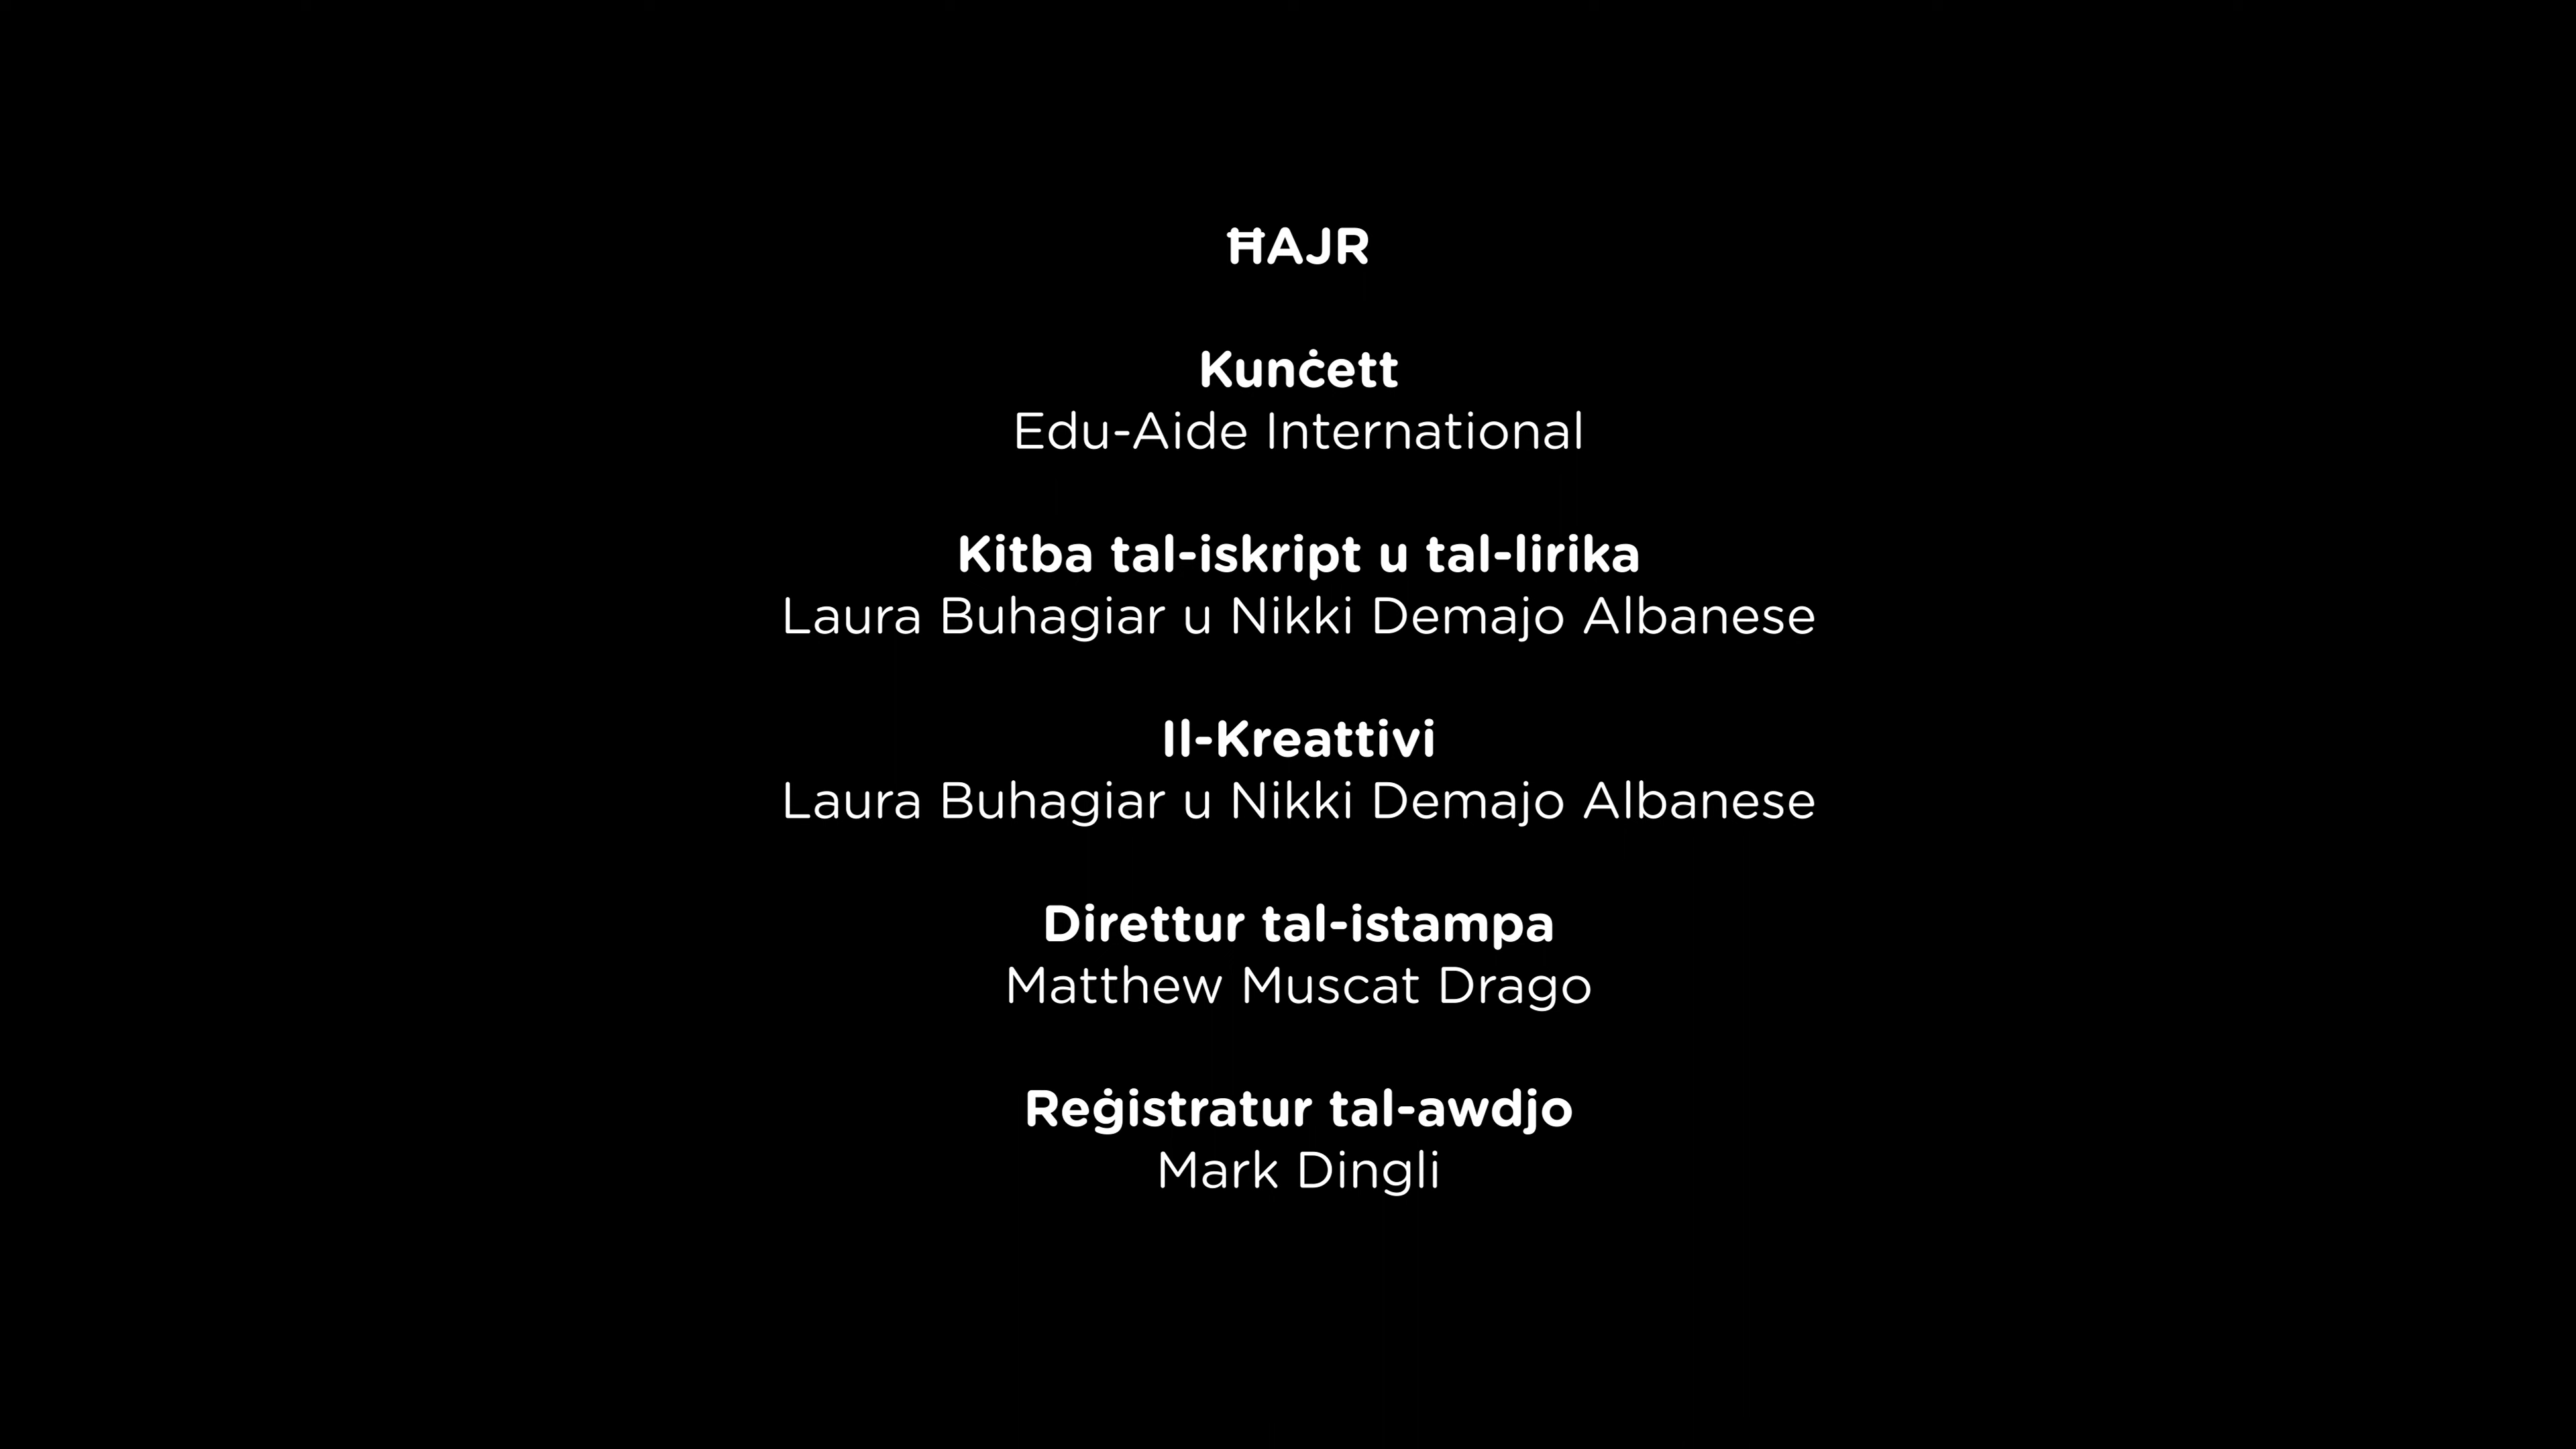 ĦAJR
Kunċett
Edu-Aide International
Kitba tal-iskript u tal-lirika
Laura Buhagiar u Nikki Demajo Albanese
Il-Kreattivi
Laura Buhagiar u Nikki Demajo Albanese
Direttur tal-istampa
Matthew Muscat Drago
Reġistratur tal-awdjo
Mark Dingli